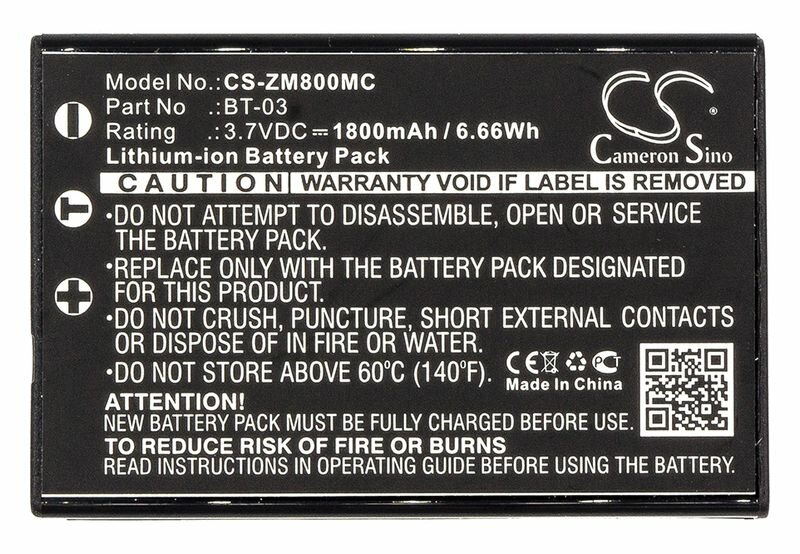 Model No.: CS-ZM800MC
Part No : BT-03
Rating : 3.7VDC⎓1800mAh / 6.66Wh
Lithium-ion Battery Pack
CS
Cameron Sino
CAUTION WARRANTY VOID IF LABEL IS REMOVED
•DO NOT ATTEMPT TO DISASSEMBLE, OPEN OR SERVICE
THE BATTERY PACK.
•REPLACE ONLY WITH THE BATTERY PACK DESIGNATED
FOR THIS PRODUCT.
•DO NOT CRUSH, PUNCTURE, SHORT EXTERNAL CONTACTS
OR DISPOSE OF IN FIRE OR WATER.
•DO NOT STORE ABOVE 60°C (140°F)
CE
Made In China
ATTENTION!
NEW BATTERY PACK MUST BE FULLY CHARGED BEFORE USE.
TO REDUCE RISK OF FIRE OR BURNS
READ INSTRUCTIONS BEFORE USING THE BATTERY.
− T +